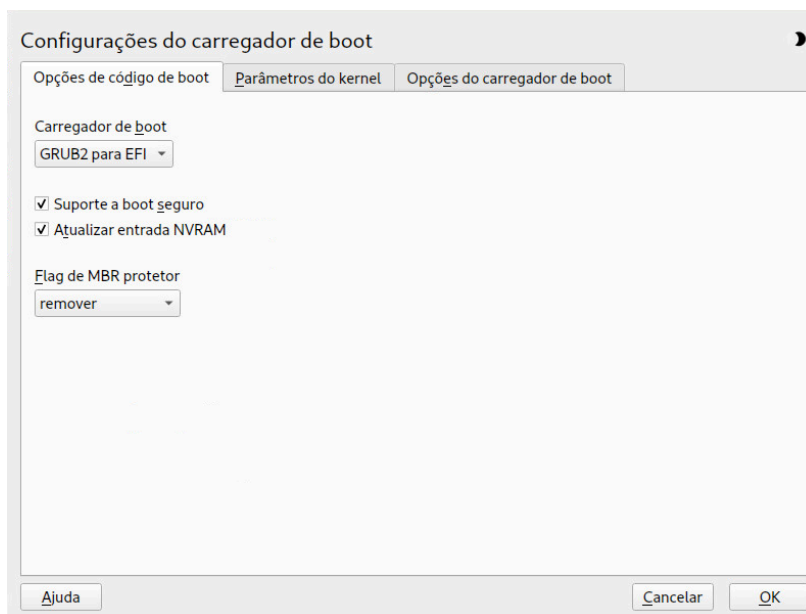 Configurações do carregador de boot
Opções de código de boot Parâmetros do kernel Opções do carregador de boot
Carregador de boot
GRUB2 para EFI
Suporte a boot seguro
Atualizar entrada NVRAM
Flag de MBR protetor
remover
Ajuda Cancelar OK